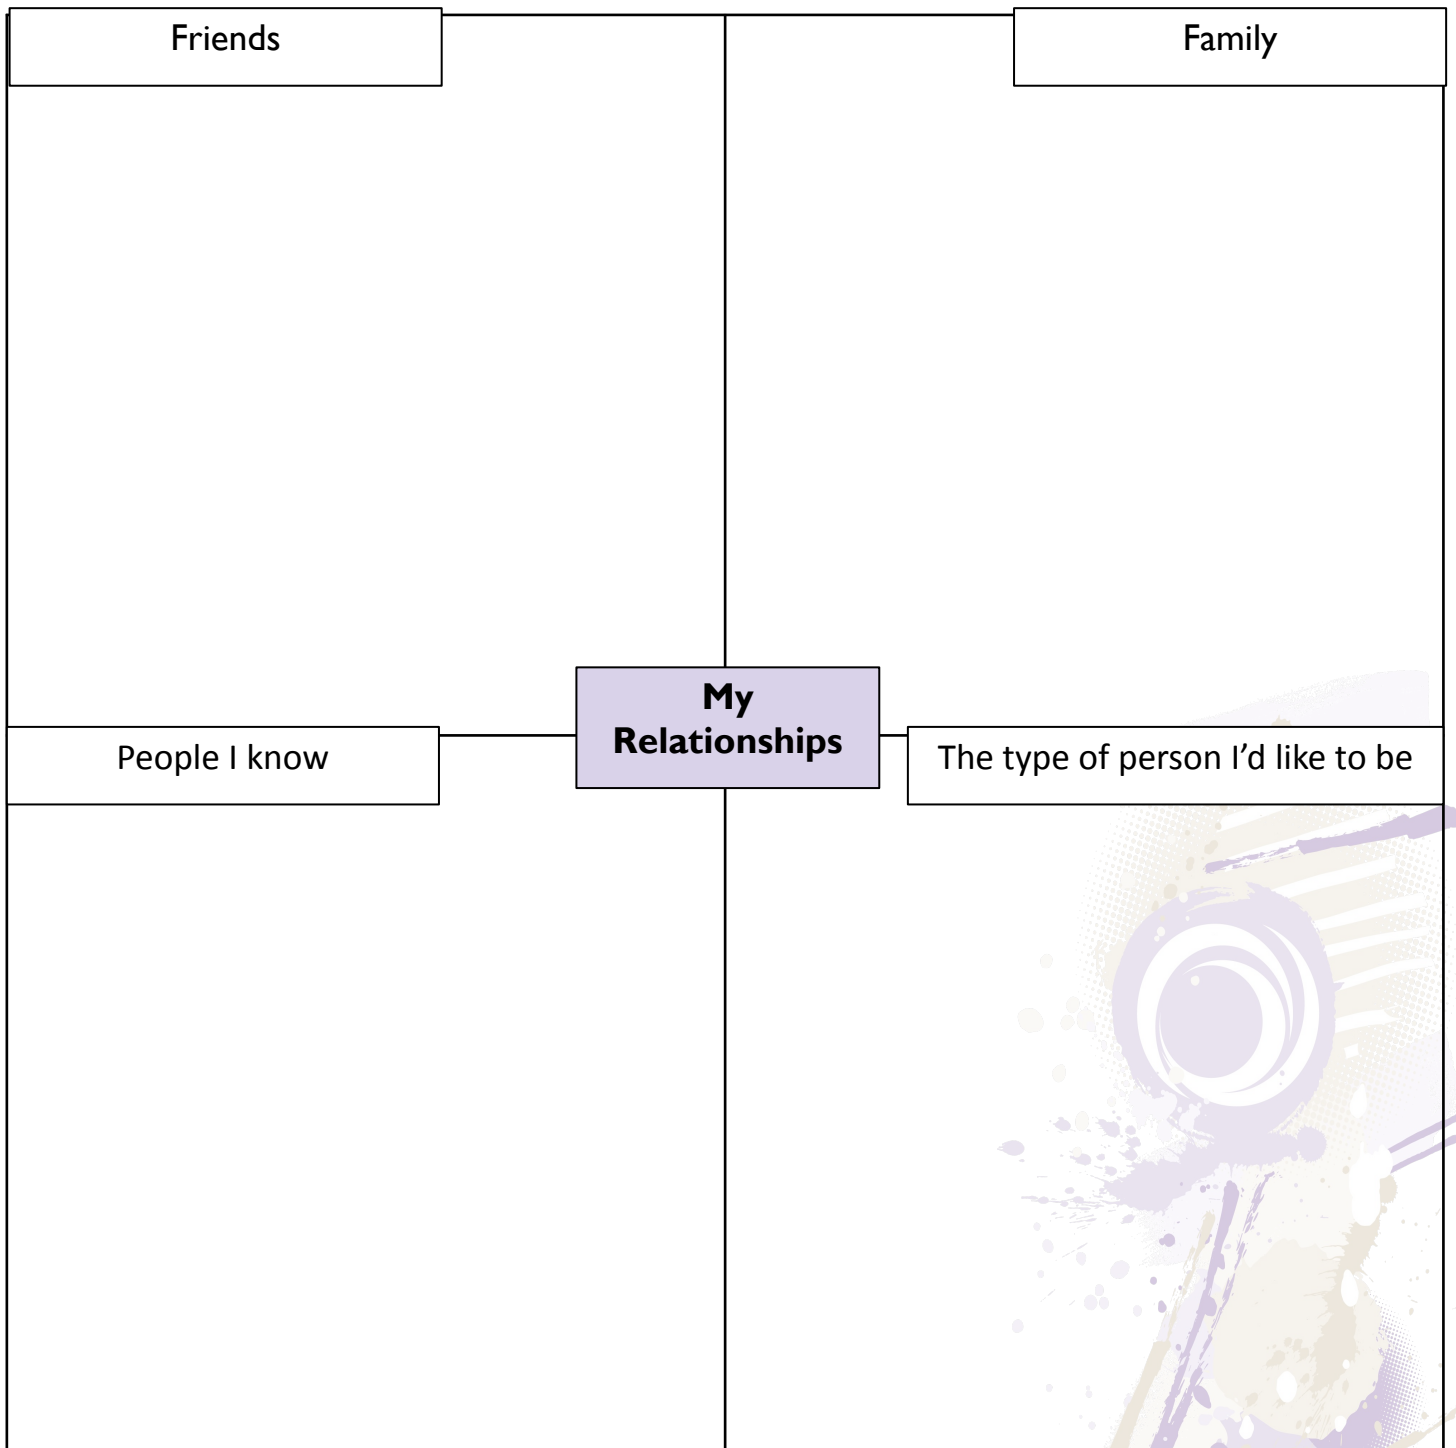 Friends
Family
My
Relationships
People I know
The type of person I’d like to be